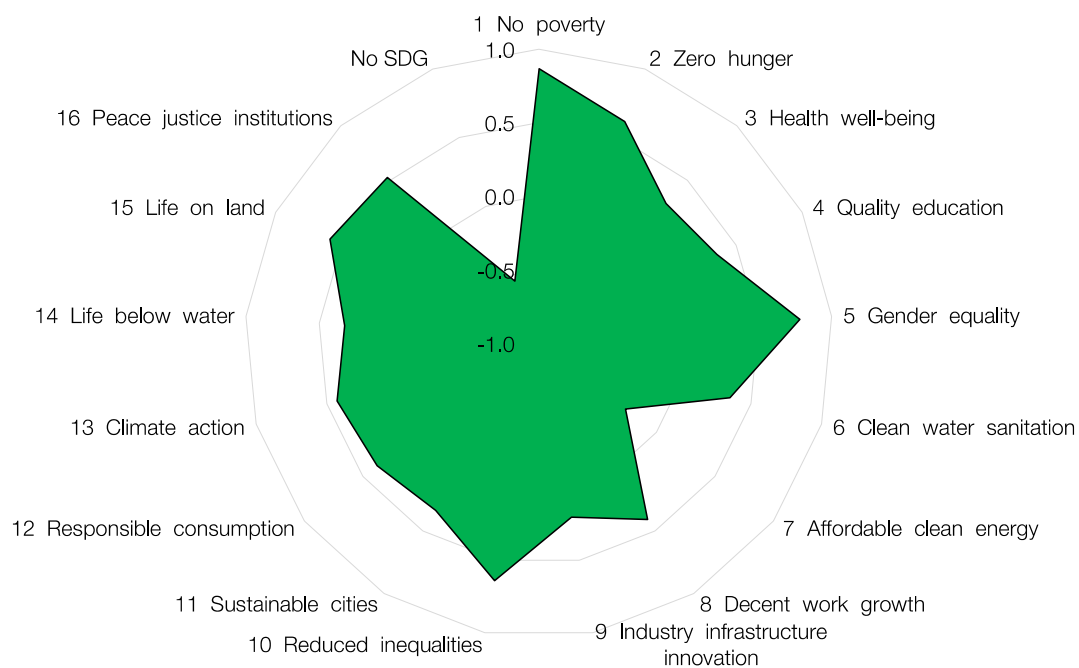 1 No poverty
1.0
No SDG
2 Zero hunger
16 Peace justice institutions
0.5
3 Health well-being
15 Life on land
0.0
4 Quality education
-0.5
14 Life below water
5 Gender equality
-1.0
13 Climate action
6 Clean water sanitation
12 Responsible consumption
7 Affordable clean energy
11 Sustainable cities
8 Decent work growth
10 Reduced inequalities
9 Industry infrastructure
innovation